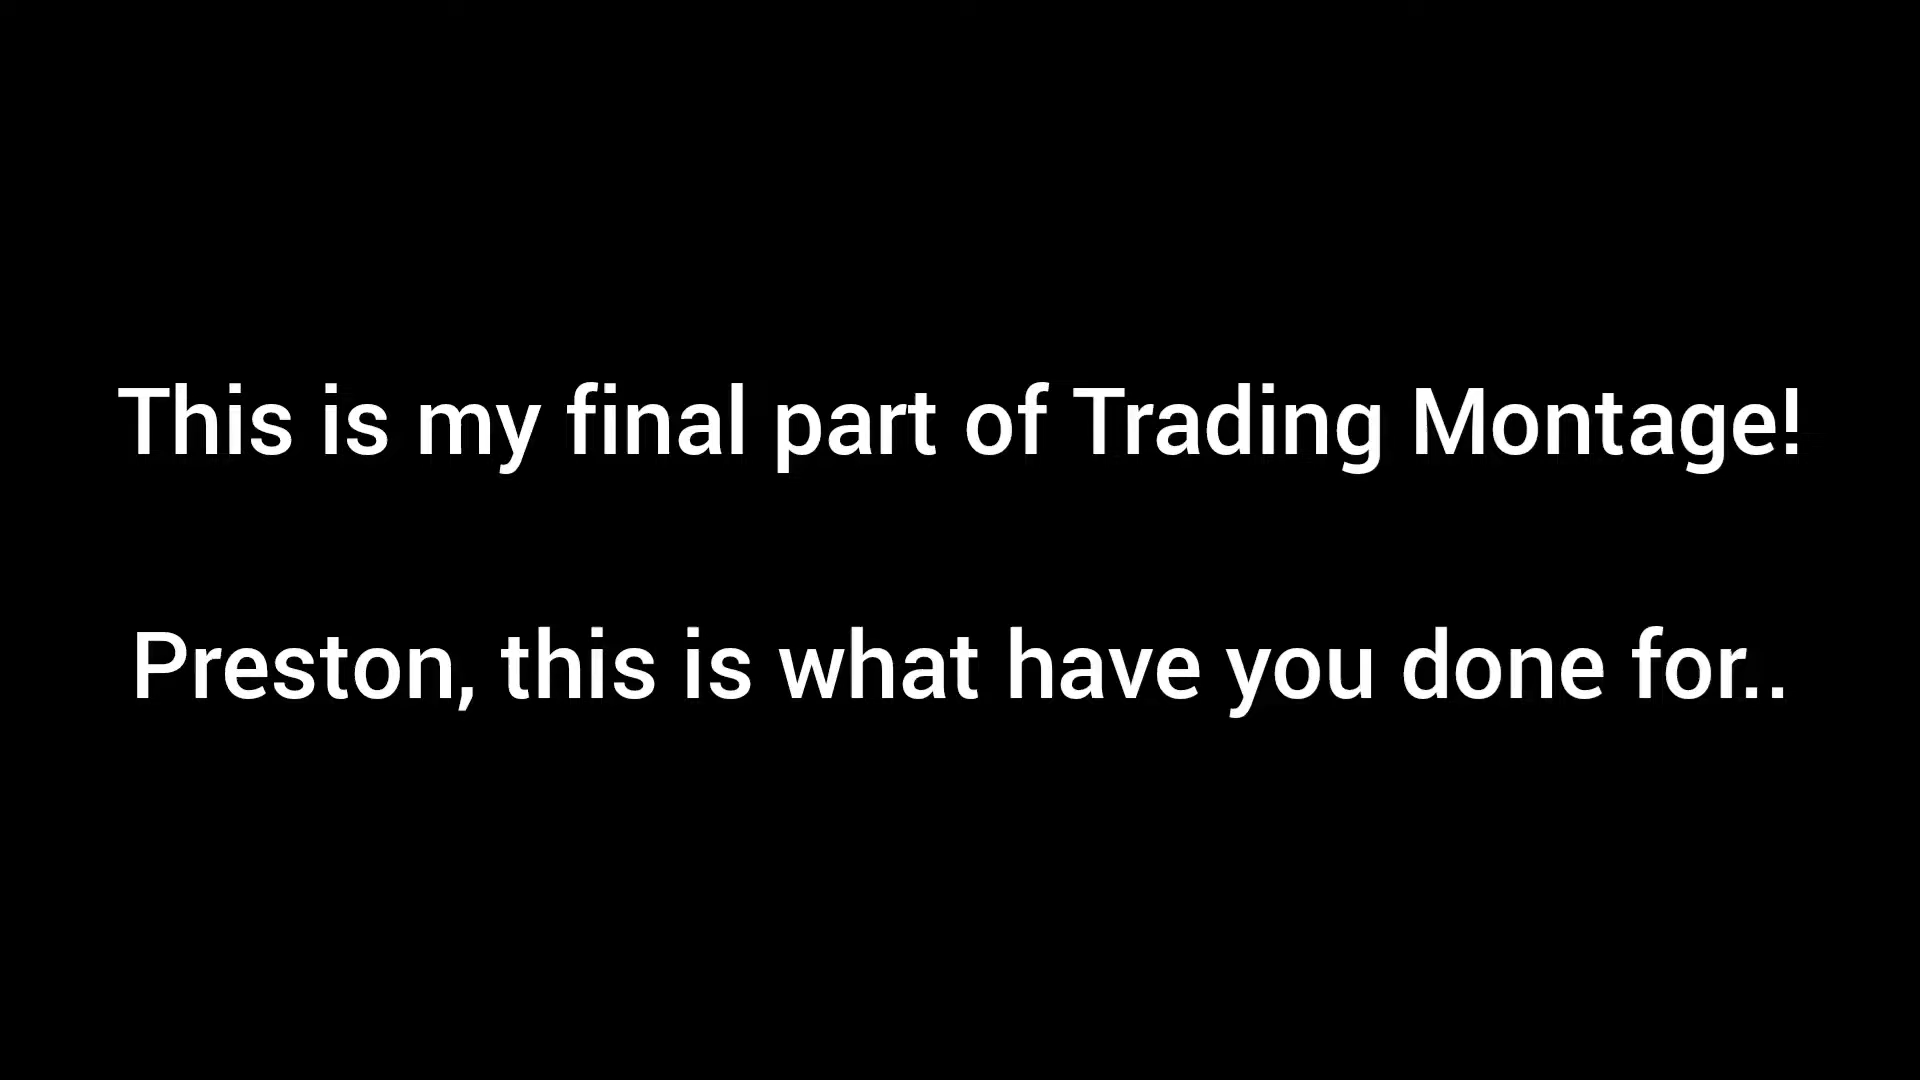 This is my final part of Trading Montage!
Preston, this is what have you done for..